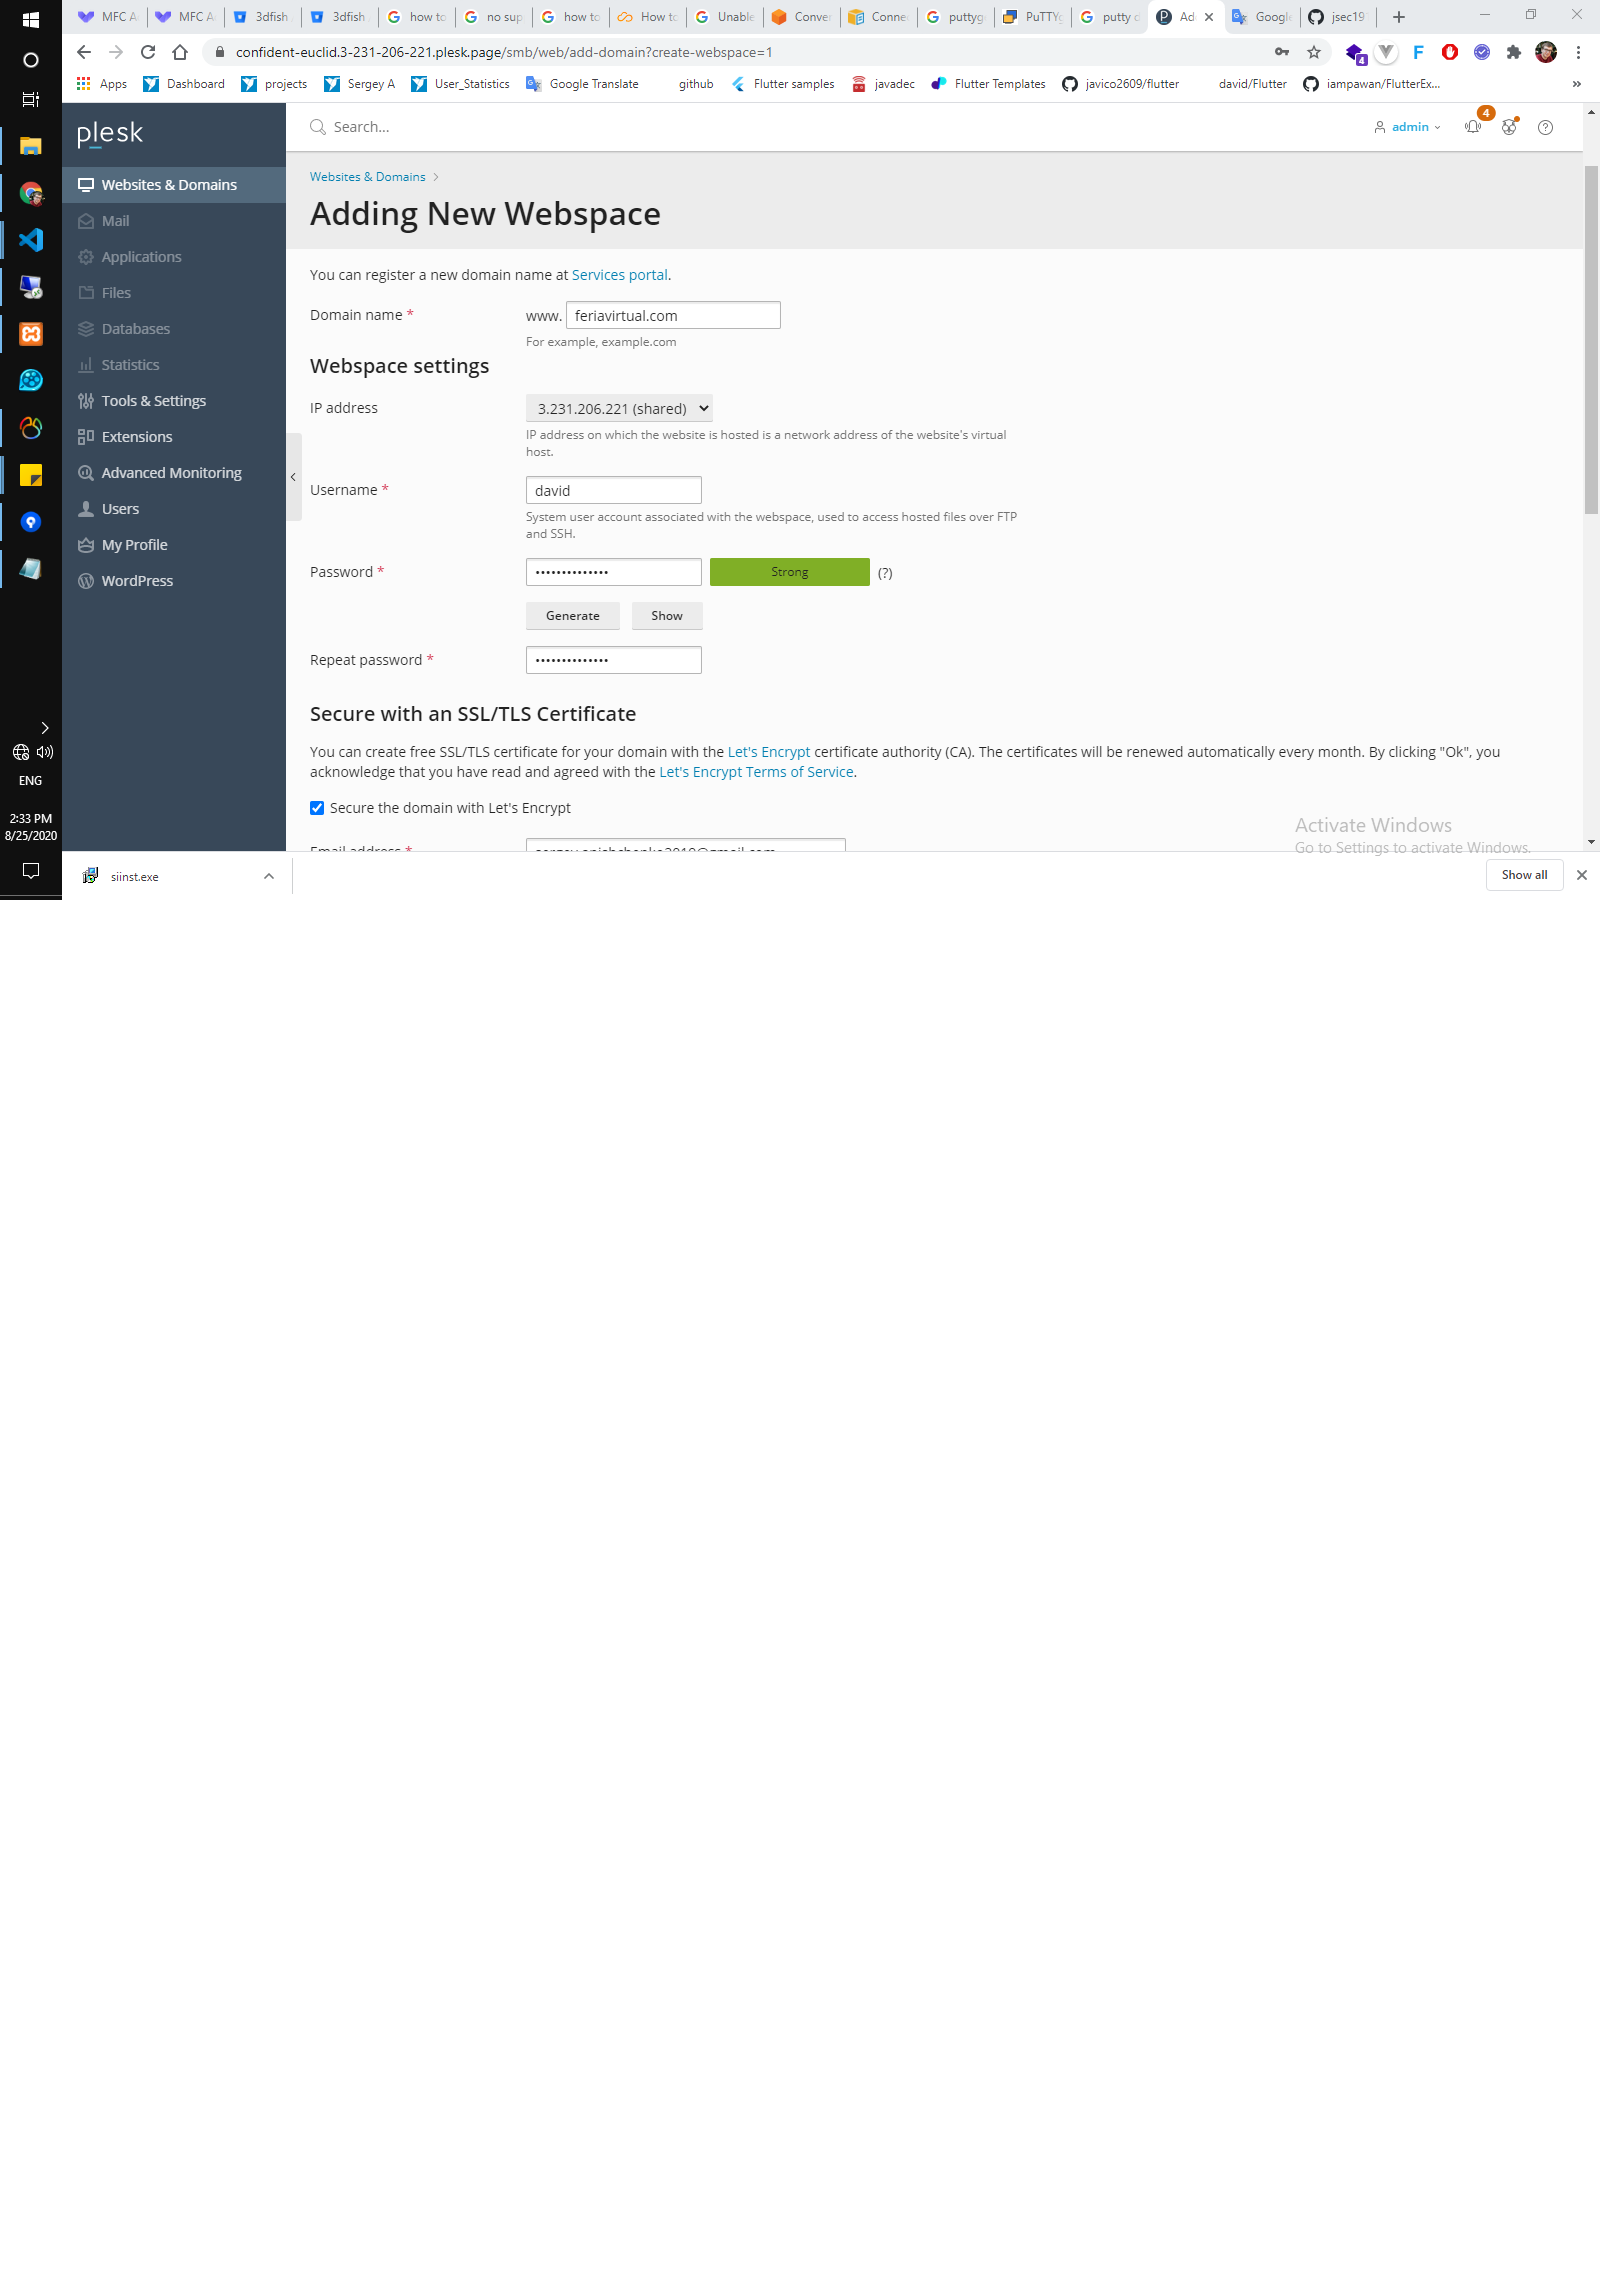 MFC A
MFC A
3dfish
3dfish
how to
no sup
how to
How to
Unable
Conver
Connec
puttyg
PuTTYg
putty
Ad
Google
jsec19
confident-euclid.3-231-206-221.plesk.page/smb/web/add-domain?create-webspace=1
4
Apps
Dashboard
projects
Sergey A
User_Statistics
Google Translate
github
Flutter samples
javadec
Flutter Templates
javico2609/flutter
david/Flutter
iampawan/FlutterEx...
»
plesk
Search...
admin
4
Websites & Domains
Mail
Applications
Files
Databases
Statistics
Tools & Settings
Extensions
Advanced Monitoring
Users
My Profile
WordPress
Websites & Domains >
Adding New Webspace
You can register a new domain name at Services portal.
Domain name *
www. feriavirtual.com
For example, example.com
Webspace settings
IP address
3.231.206.221 (shared)
IP address on which the website is hosted is a network address of the website's virtual
host.
Username *
david
System user account associated with the webspace, used to access hosted files over FTP
and SSH.
Password *
••••••••••••••
Strong
(?)
Generate
Show
Repeat password *
••••••••••••••
Secure with an SSL/TLS Certificate
You can create free SSL/TLS certificate for your domain with the Let's Encrypt certificate authority (CA). The certificates will be renewed automatically every month. By clicking "Ok", you
acknowledge that you have read and agreed with the Let's Encrypt Terms of Service.
Secure the domain with Let's Encrypt
Email address *
Activate Windows
Go to Settings to activate Windows.
ENG
2:33 PM
8/25/2020
siinst.exe
Show all